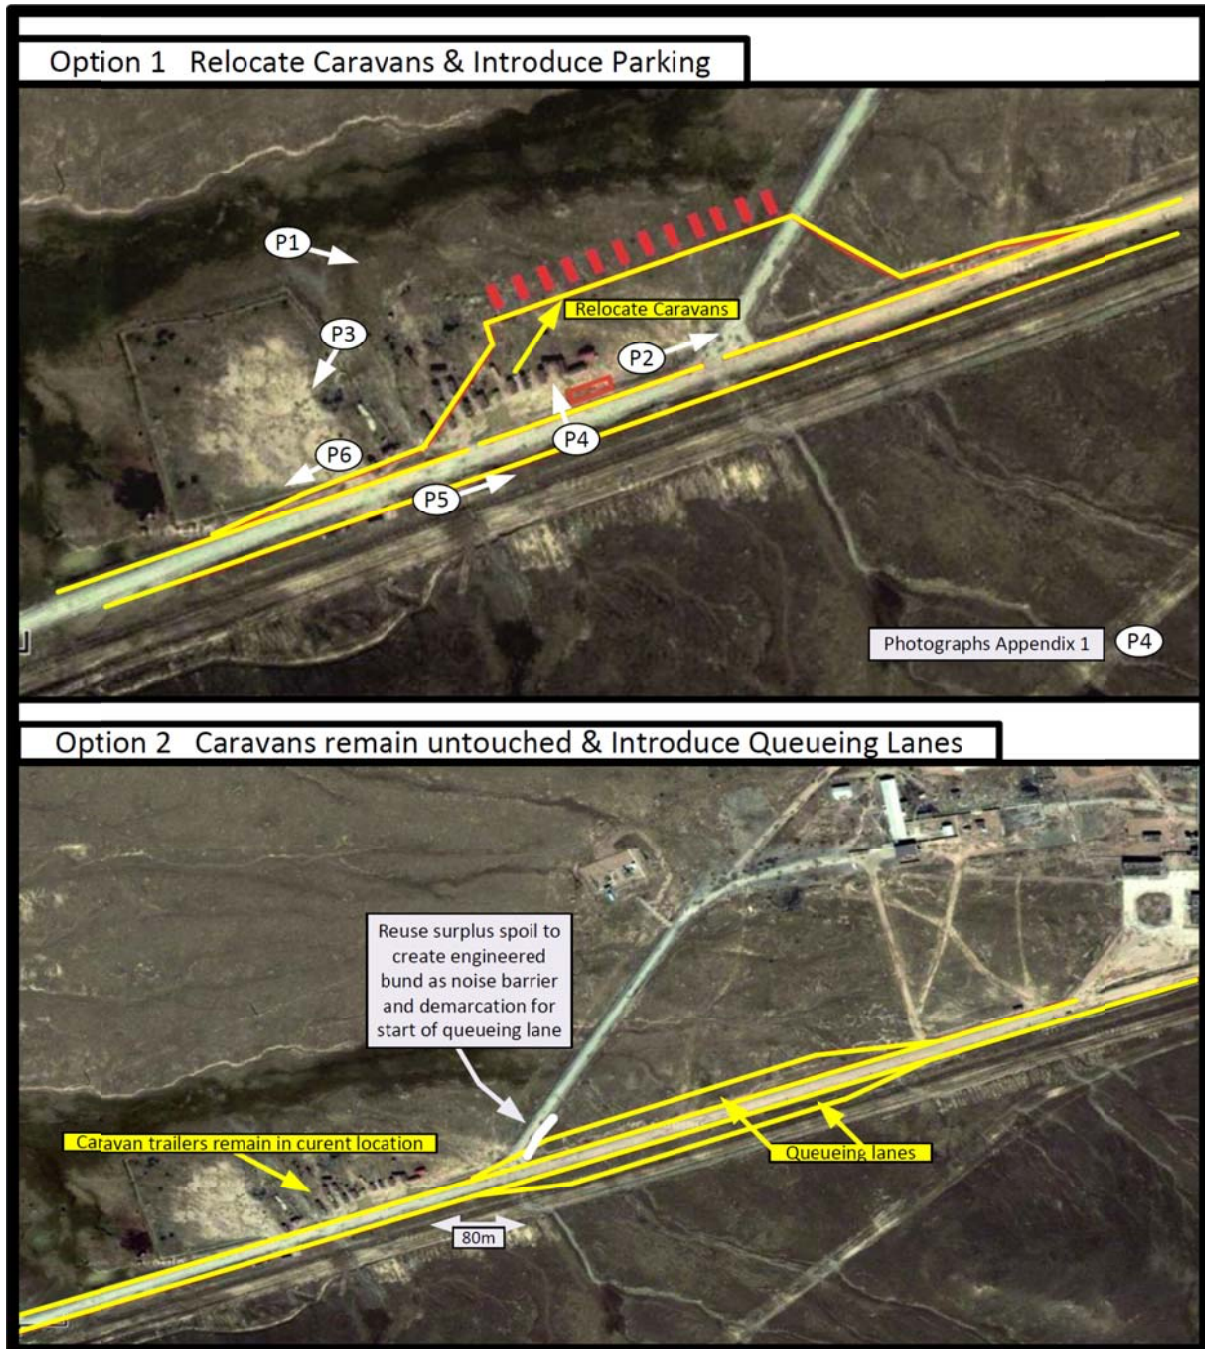 Option 1 Relocate Caravans & Introduce Parking
P1
P3
Relocate Caravans
P2
P4
P6
P5
Photographs Appendix 1
P4
Option 2 Caravans remain untouched & Introduce Queueing Lanes
Reuse surplus spoil to
create engineered
bund as noise barrier
and demarcation for
start of queueing lane
Caravan trailers remain in curent location
Queueing lanes
80m